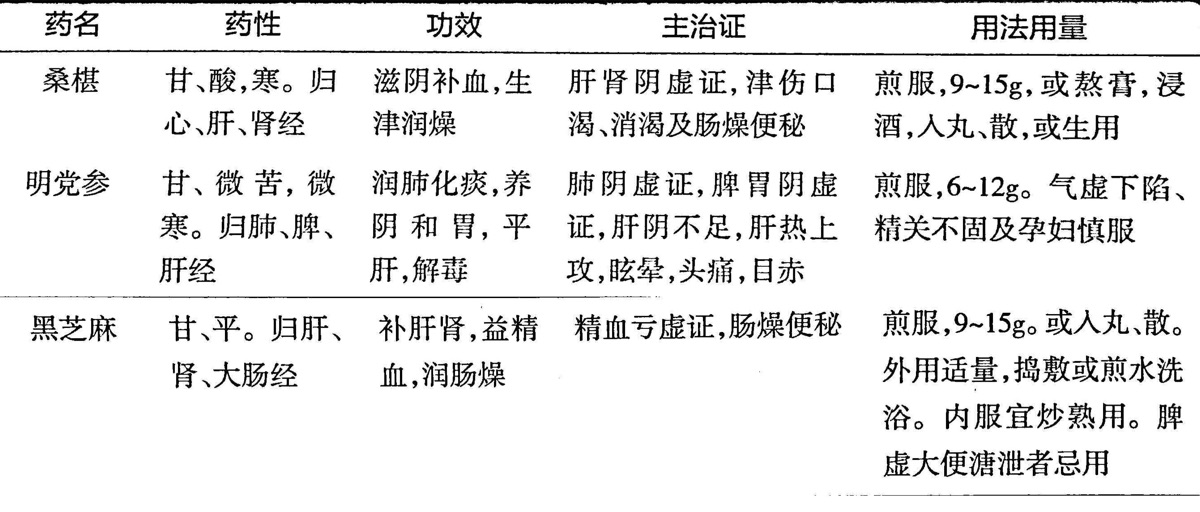 药名 药性 功效 主治证 用法用量
桑椹 甘、酸,寒。归 滋阴补血,生 肝肾阴虚证,津伤口 煎服,9~15g,或熬膏,浸
心、肝、肾经 津润燥 渴、消渴及肠燥便秘 酒,入丸、散,或生用
明党参 甘、微苦,微 润肺化痰,养 肺阴虚证,脾胃阴虚 煎服,6~12g。气虚下陷、
寒。归肺、脾、 阴和胃,平 证,肝阴不足,肝热上 精关不固及孕妇慎服
肝经 肝,解毒 攻,眩晕,头痛,目赤
黑芝麻 甘、平。归肝、 补肝肾,益精 精血亏虚证,肠燥便秘 煎服,9~15g。或入丸、散。
肾、大肠经 血,润肠燥 外用适量,捣敷或煎水洗
浴。内服宜炒熟用。脾
虚大便溏泄者忌用